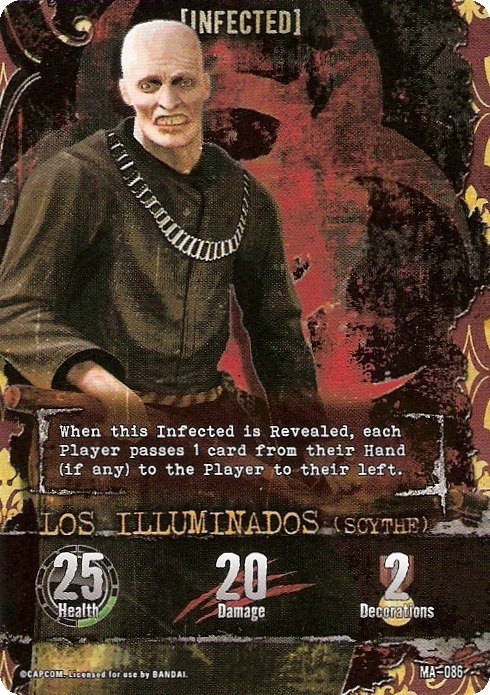 [INFECTED]
When this Infected is Revealed, each
Player passes 1 card from their Hand
(if any) to the Player to their left.
LOS ILLUMINADOS (SCYTHE)
25 20 2
Health Damage Decorations
©CAPCOM. Licensed for use by BANDAI. MA-086